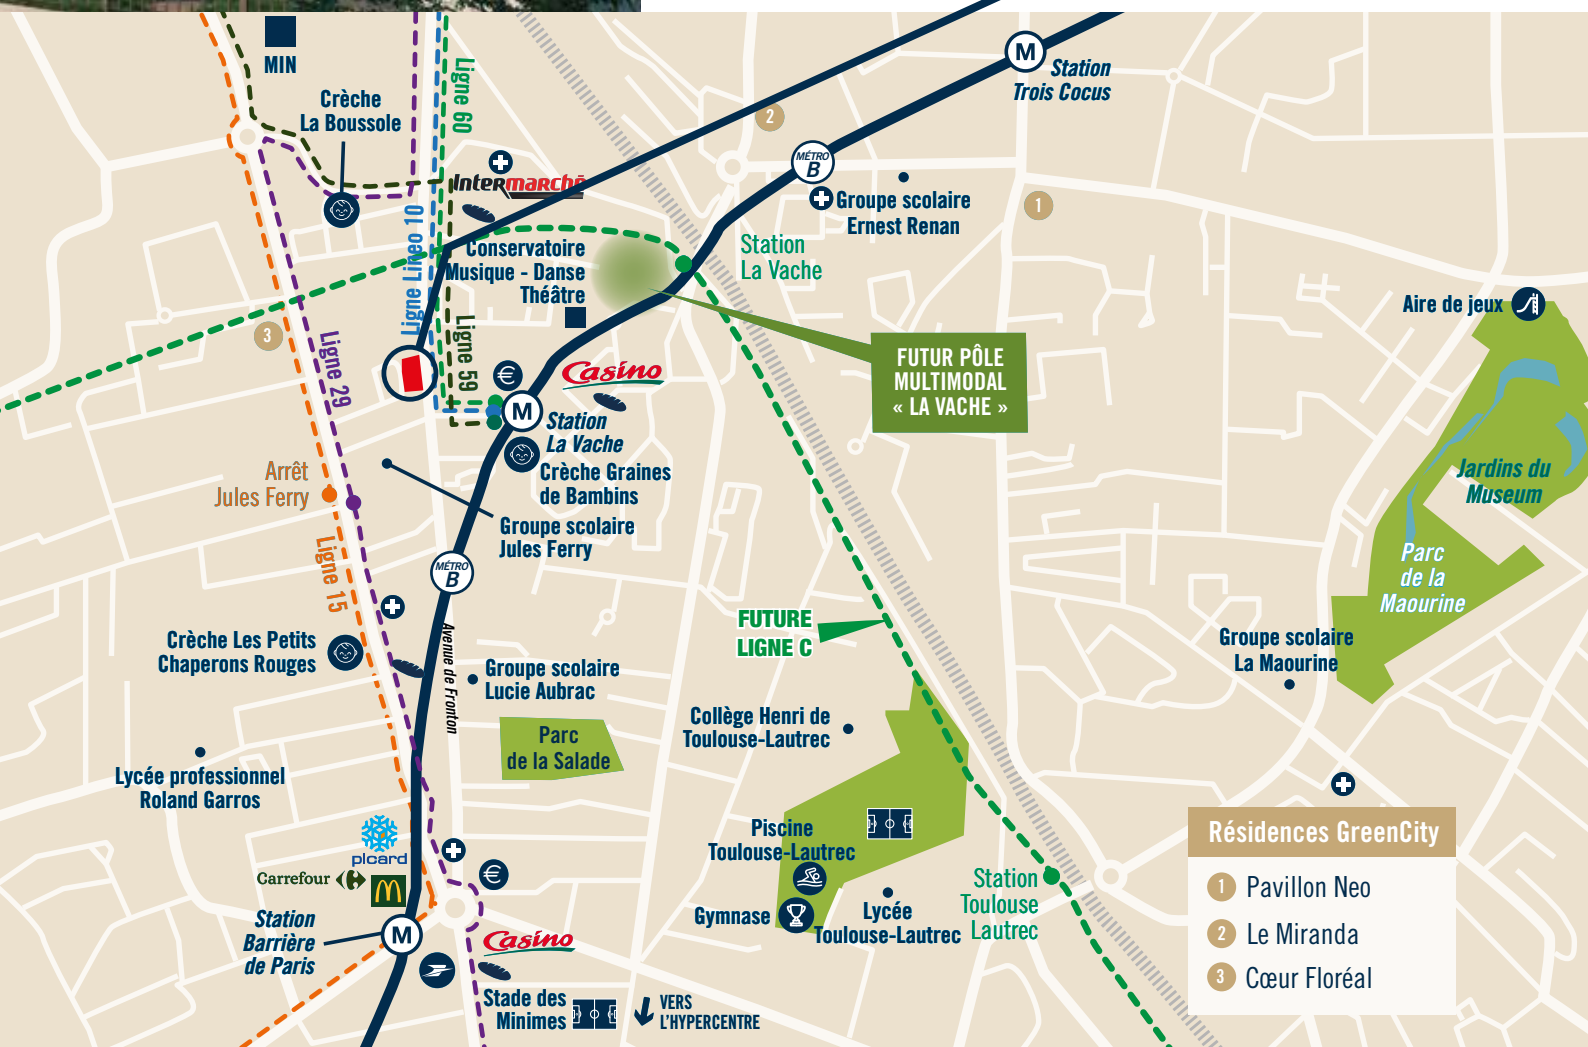 MIN
Crèche
La Boussole
Ligne 60
Intermarché
Ligne Lineo 10
Conservatoire
Musique - Danse
Théâtre
M
Station
Trois Cocus
2
MÉTRO
B
Groupe scolaire
Ernest Renan
1
Station
La Vache
Aire de jeux
3
Ligne 29
Ligne 59
€
Casino
FUTUR PÔLE
MULTIMODAL
« LA VACHE »
M
Station
La Vache
Crèche Graines
de Bambins
Arrêt
Jules Ferry
Groupe scolaire
Jules Ferry
Jardins du
Museum
Ligne 15
MÉTRO
B
Parc
de la
Maourine
FUTURE
LIGNE C
Crèche Les Petits
Chaperons Rouges
Avenue de Fronton
Groupe scolaire
Lucie Aubrac
Groupe scolaire
La Maourine
Collège Henri de
Toulouse-Lautrec
Parc
de la Salade
Lycée professionnel
Roland Garros
picard
Carrefour
M
€
Piscine
Toulouse-Lautrec
Gymnase
Lycée
Toulouse-Lautrec
Station
Toulouse
Lautrec
Station
Barrière
de Paris
M
Casino
Stade des
Minimes
VERS
L'HYPERCENTRE
Résidences GreenCity
1 Pavillon Neo
2 Le Miranda
3 Cœur Floréal